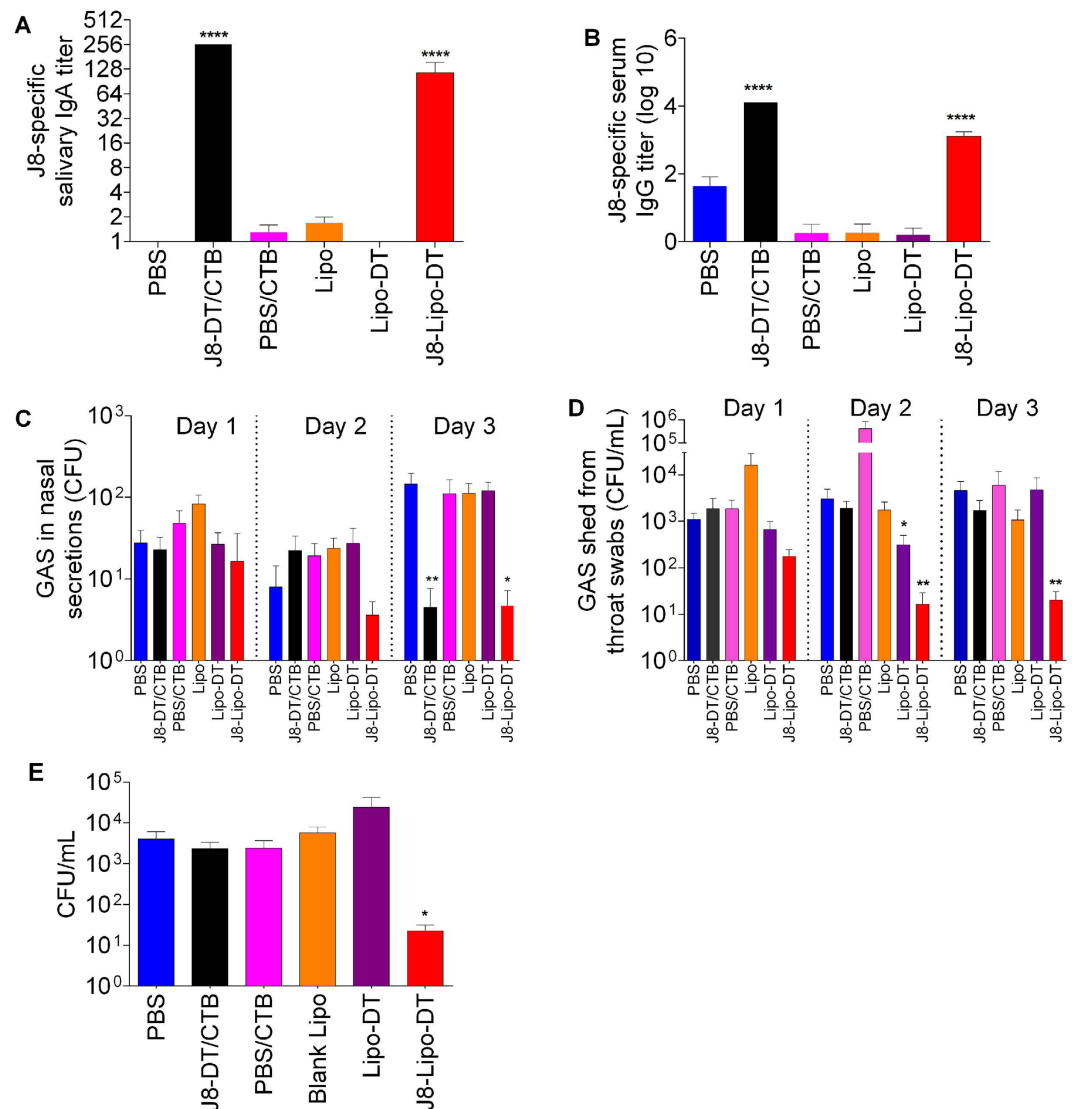 A
J8-specific
salivary IgA titer
512
256
128
64
32
16
8
4
2
1
****
****
PBS
J8-DT/CTB
PBS/CTB
Lipo
Lipo-DT
J8-Lipo-DT
B
J8-specific serum
IgG titer (log 10)
6
4
2
0
****
****
PBS
J8-DT/CTB
PBS/CTB
Lipo
Lipo-DT
J8-Lipo-DT
C
GAS in nasal
secretions (CFU)
10³
10²
10¹
10⁰
Day 1
Day 2
Day 3
**
*
PBS
J8-DT/CTB
PBS/CTB
Lipo
Lipo-DT
J8-Lipo-DT
PBS
J8-DT/CTB
PBS/CTB
Lipo
Lipo-DT
J8-Lipo-DT
PBS
J8-DT/CTB
PBS/CTB
Lipo
Lipo-DT
J8-Lipo-DT
D
GAS shed from
throat swabs (CFU/mL)
10⁶
10⁵
10⁴
10³
10²
10¹
10⁰
Day 1
Day 2
Day 3
*
**
**
PBS
J8-DT/CTB
PBS/CTB
Lipo
Lipo-DT
J8-Lipo-DT
PBS
J8-DT/CTB
PBS/CTB
Lipo
Lipo-DT
J8-Lipo-DT
PBS
J8-DT/CTB
PBS/CTB
Lipo
Lipo-DT
J8-Lipo-DT
E
CFU/mL
10⁵
10⁴
10³
10²
10¹
10⁰
*
PBS
J8-DT/CTB
PBS/CTB
Blank Lipo
Lipo-DT
J8-Lipo-DT